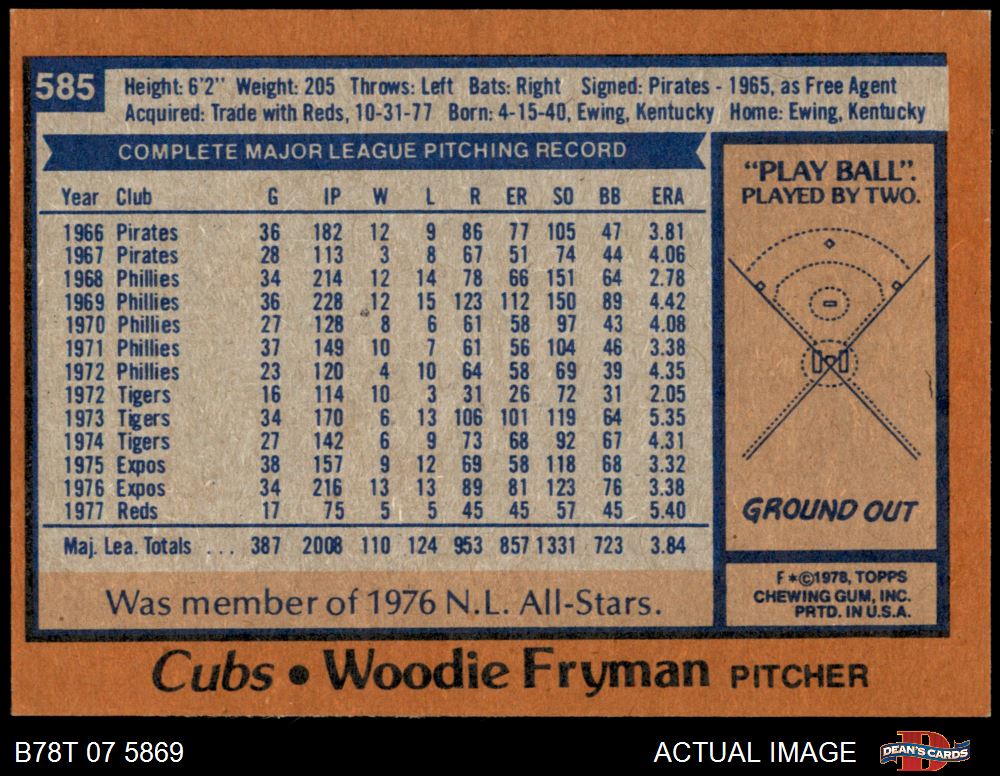 585
Height: 6'2" Weight: 205 Throws: Left Bats: Right Signed: Pirates - 1965, as Free Agent
Acquired: Trade with Reds, 10-31-77 Born: 4-15-40, Ewing, Kentucky Home: Ewing, Kentucky
COMPLETE MAJOR LEAGUE PITCHING RECORD
Year Club G IP W L R ER SO BB ERA
1966 Pirates 36 182 12 9 86 77 105 47 3.81
1967 Pirates 28 113 3 8 67 51 74 44 4.06
1968 Phillies 34 214 12 14 78 66 151 64 2.78
1969 Phillies 36 228 12 15 123 112 150 89 4.42
1970 Phillies 27 128 8 6 61 58 97 43 4.08
1971 Phillies 37 149 10 7 61 56 104 46 3.38
1972 Phillies 23 120 4 10 64 58 69 39 4.35
1972 Tigers 16 114 10 3 31 26 72 31 2.05
1973 Tigers 34 170 6 13 106 101 119 64 5.35
1974 Tigers 27 142 6 9 73 68 92 67 4.31
1975 Expos 38 157 9 12 69 58 118 68 3.32
1976 Expos 34 216 13 13 89 81 123 76 3.38
1977 Reds 17 75 5 5 45 45 57 45 5.40
Maj. Lea. Totals ... 387 2008 110 124 953 857 1331 723 3.84
Was member of 1976 N.L. All-Stars.
"PLAY BALL".
PLAYED BY TWO.
GROUND OUT
F *©1978, TOPPS
CHEWING GUM, INC.
PRTD. IN U.S.A.
Cubs • Woodie Fryman PITCHER
B78T 07 5869
ACTUAL IMAGE
D
DEAN'S CARDS